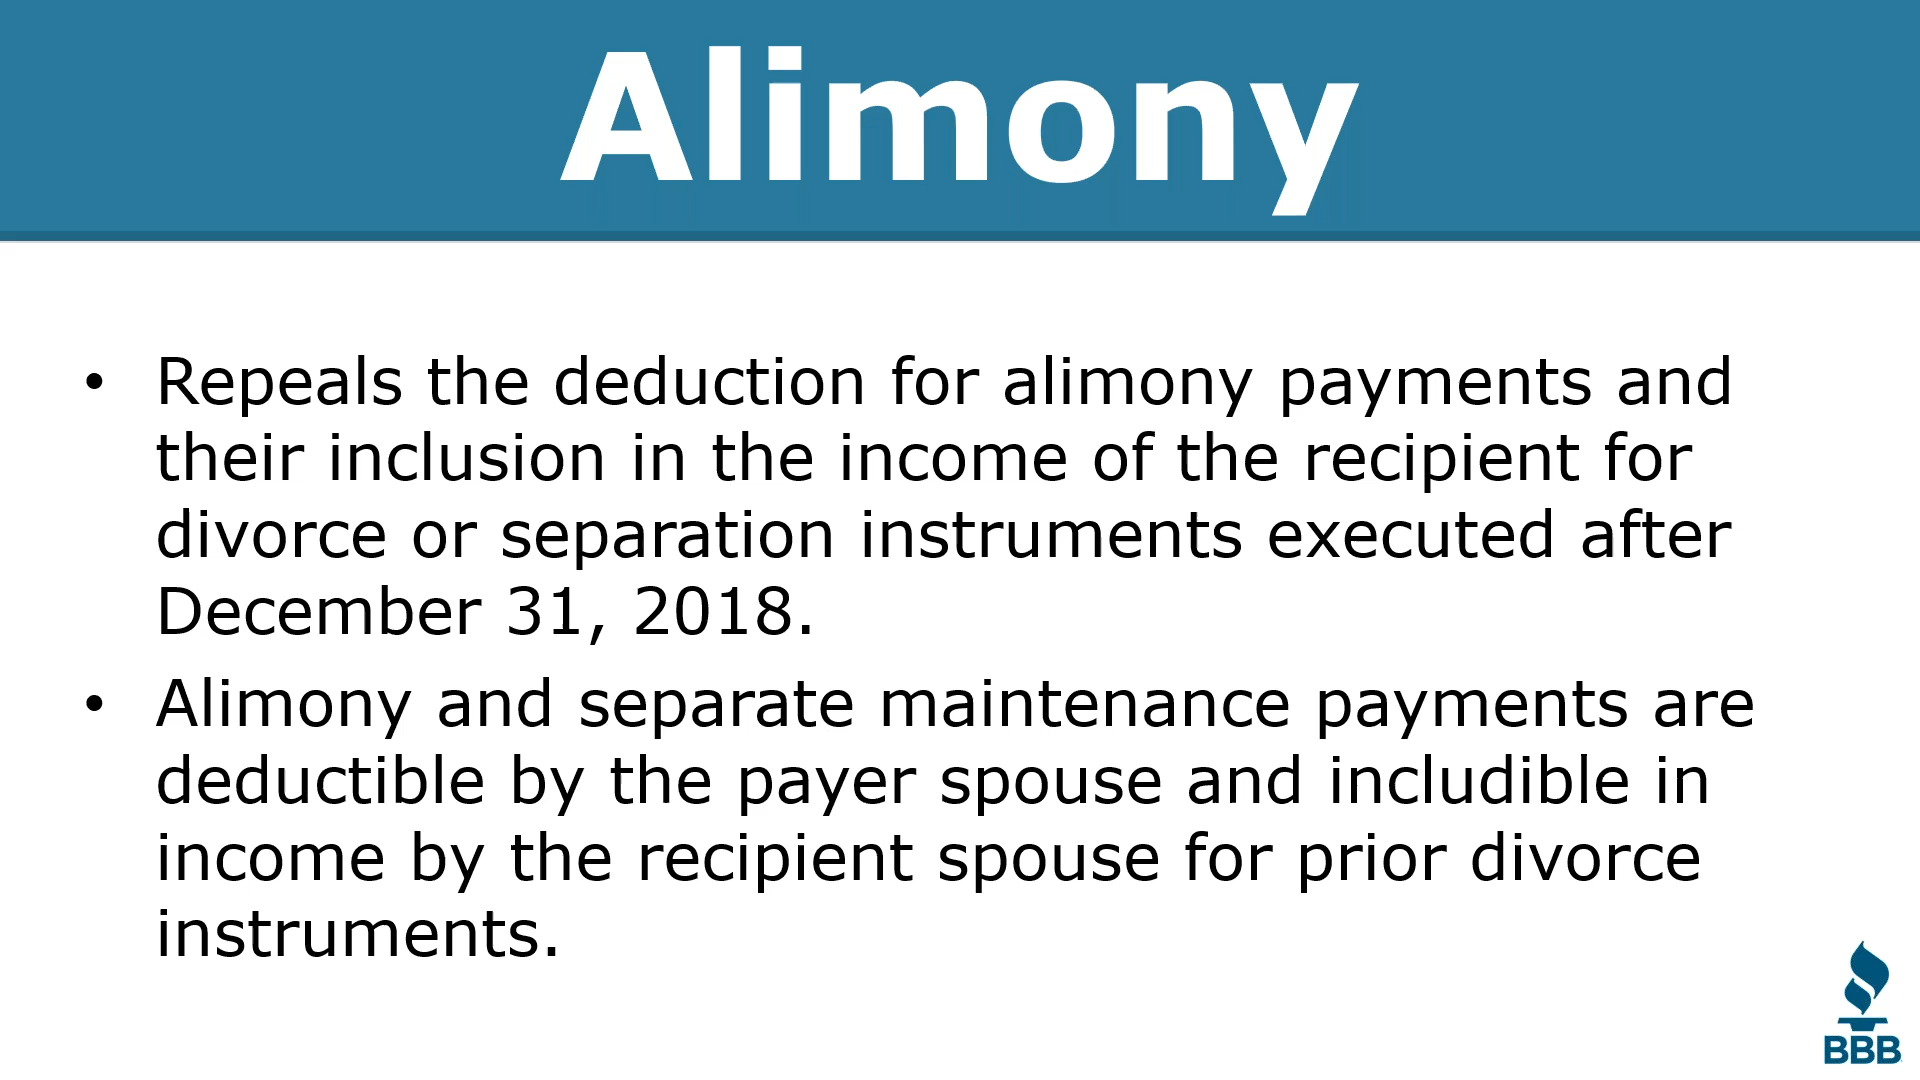 Alimony
• Repeals the deduction for alimony payments and
their inclusion in the income of the recipient for
divorce or separation instruments executed after
December 31, 2018.
• Alimony and separate maintenance payments are
deductible by the payer spouse and includible in
income by the recipient spouse for prior divorce
instruments.
BBB